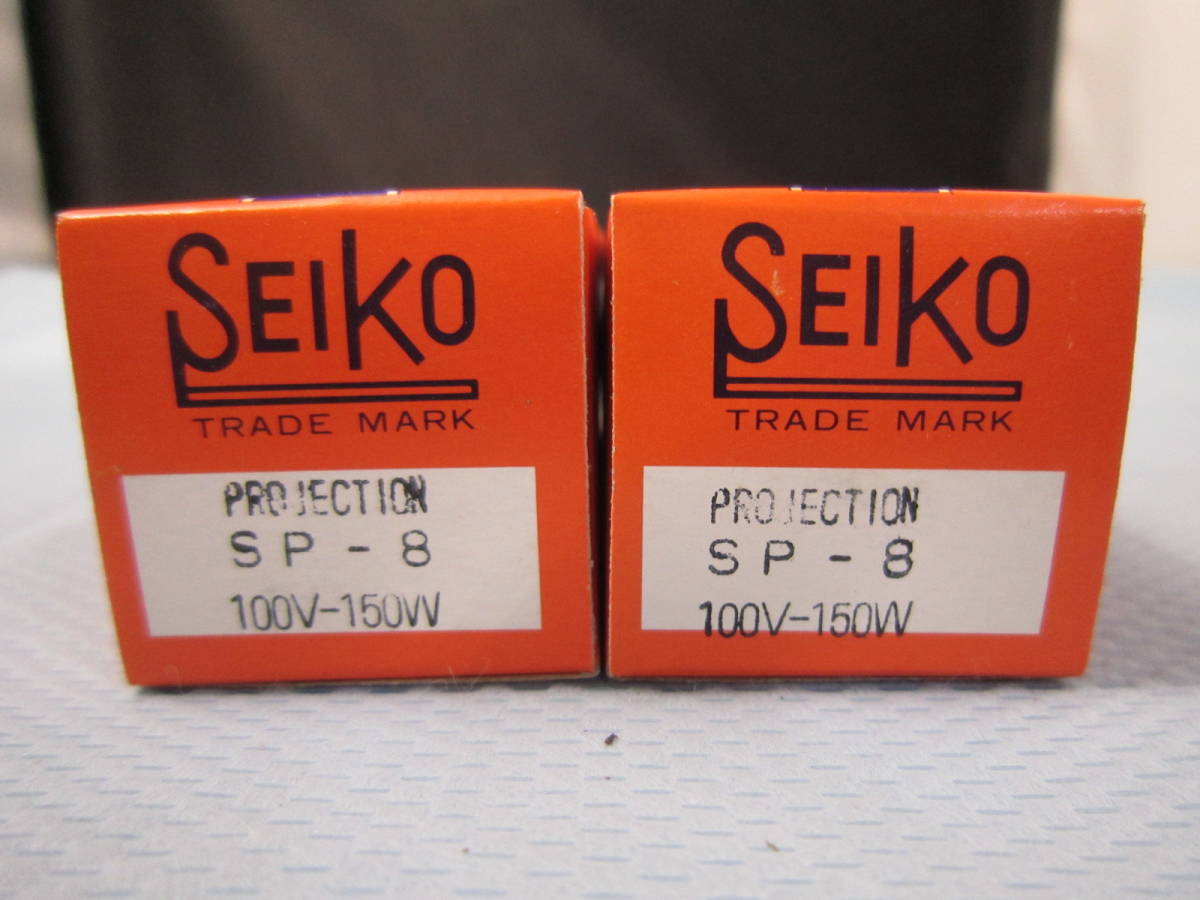 SEIKO
TRADE MARK
PROJECTION
SP-8
100V-150W
SEIKO
TRADE MARK
PROJECTION
SP-8
100V-150W